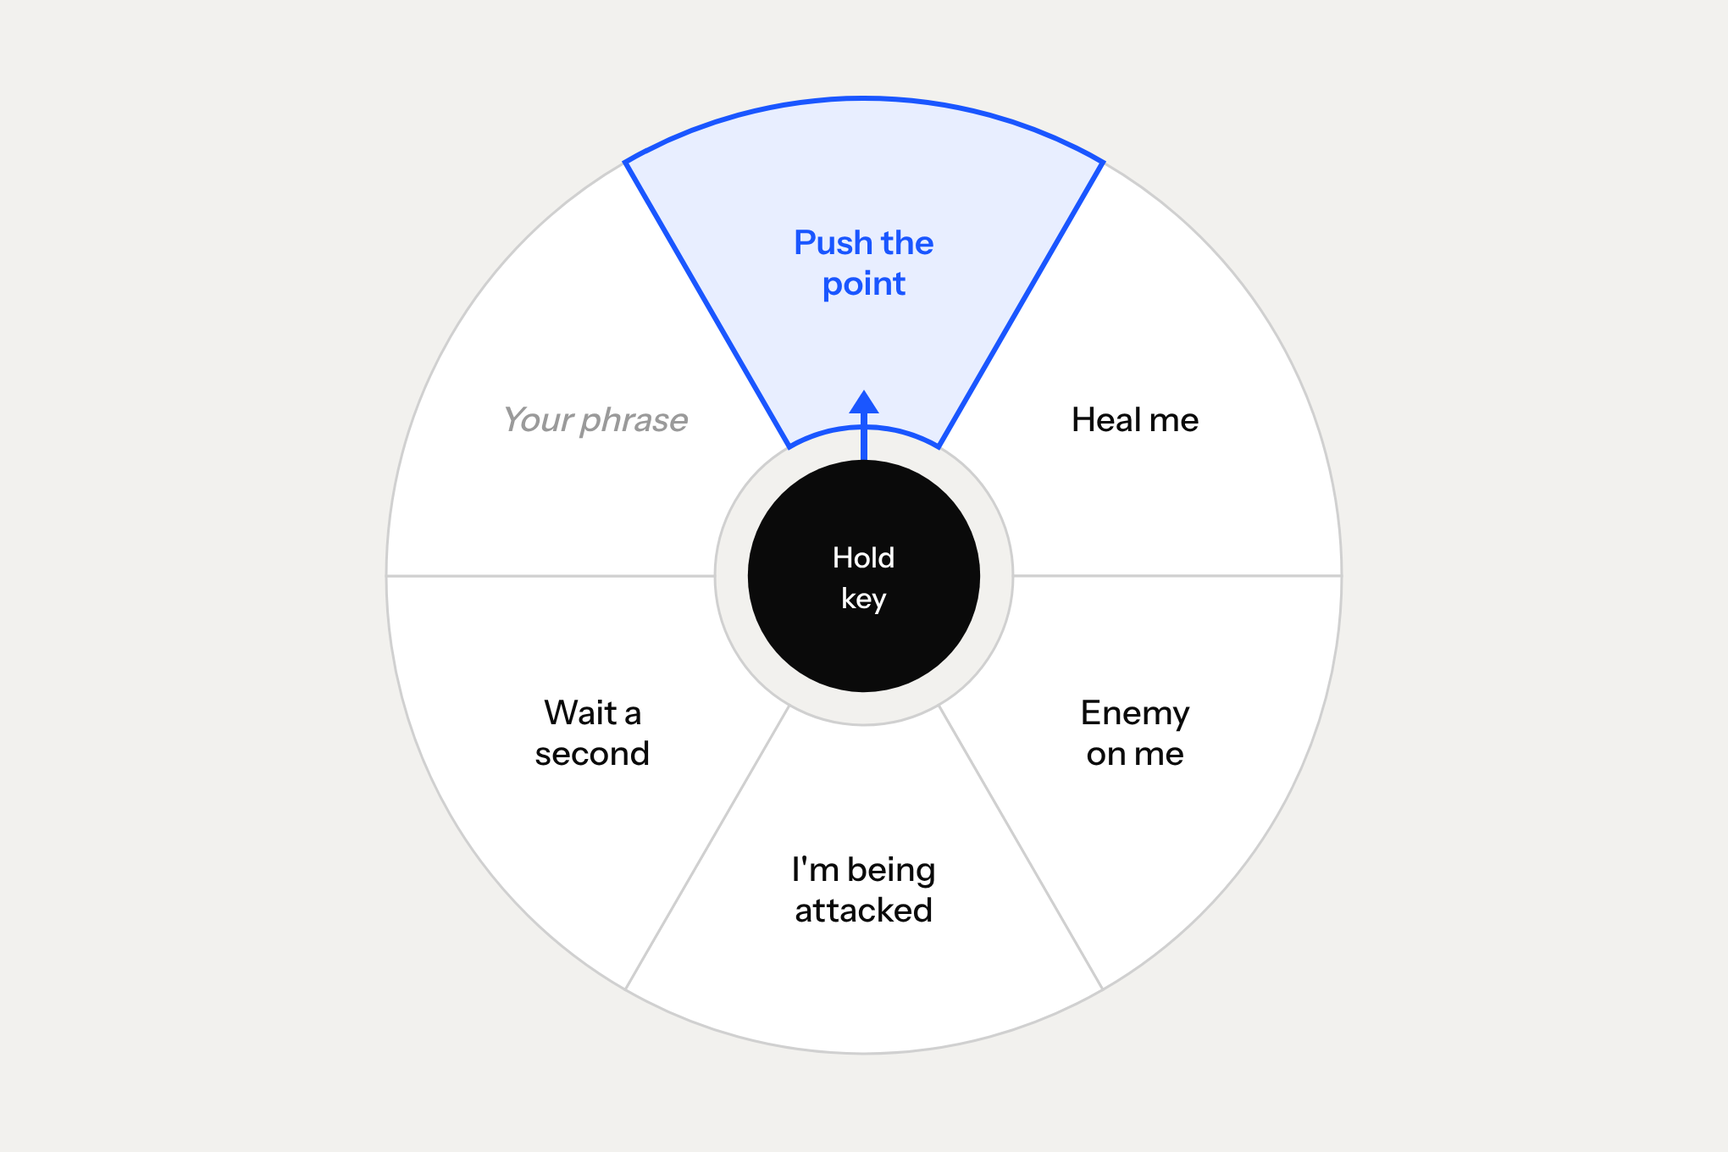 Push the
point
Your phrase
Heal me
Hold
key
Wait a
second
Enemy
on me
I'm being
attacked